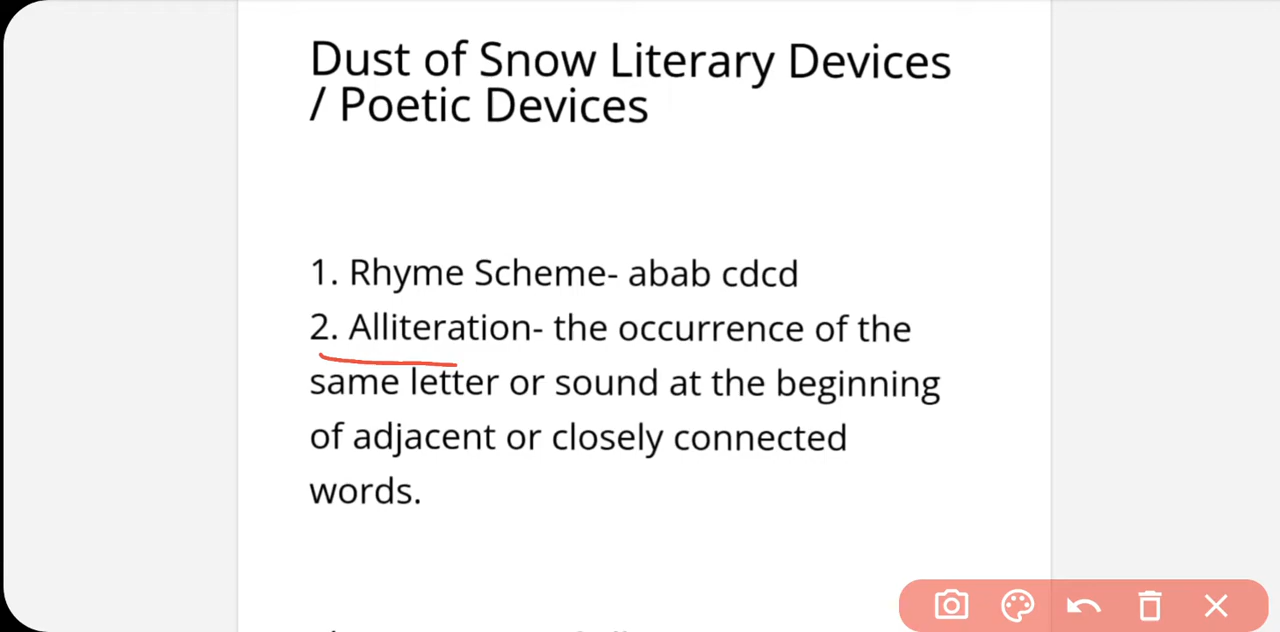 Dust of Snow Literary Devices
/ Poetic Devices
1. Rhyme Scheme- abab cdcd
2. Alliteration- the occurrence of the
same letter or sound at the beginning
of adjacent or closely connected
words.